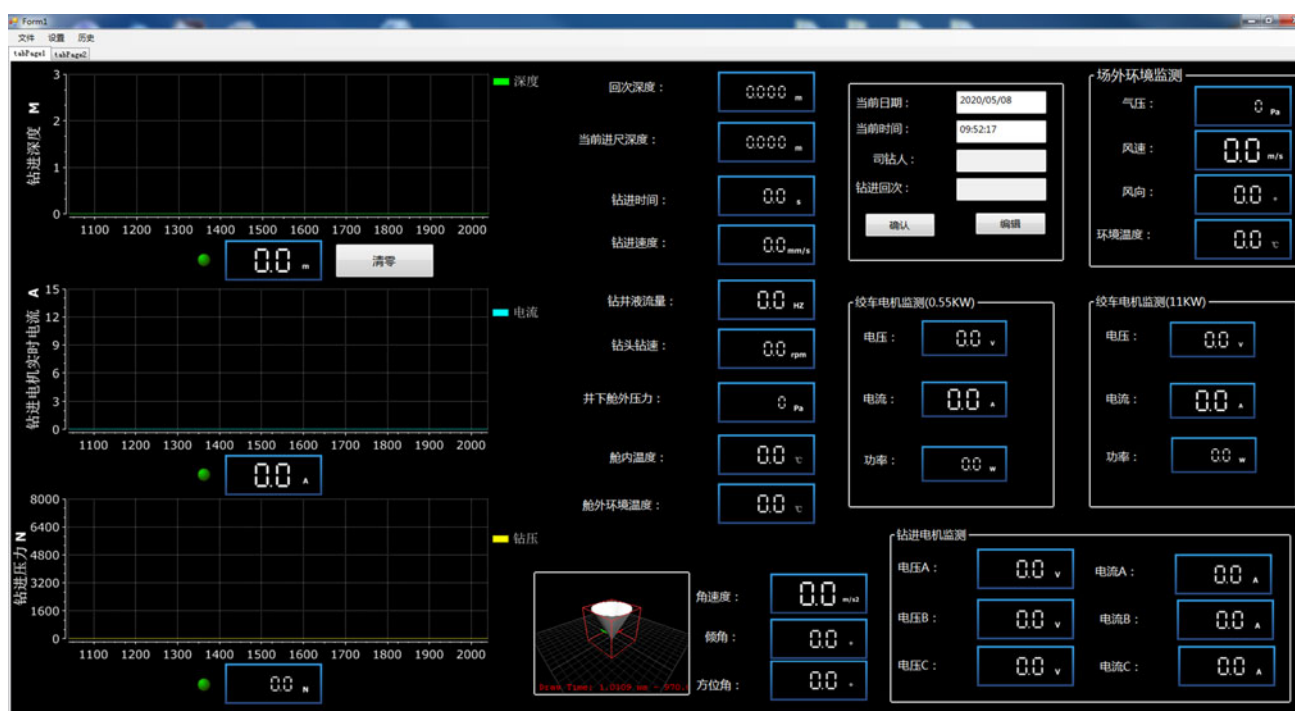 Form1
文件 设置 历史
tabPage1 tabPage2
钻进深度 M
3
2
1
0
1100 1200 1300 1400 1500 1600 1700 1800 1900 2000
深度
0.0 m
清零
钻进电机实时电流 A
15
12
9
6
3
0
1100 1200 1300 1400 1500 1600 1700 1800 1900 2000
电流
0.0 A
钻进压力 N
8000
6400
4800
3200
1600
0
1100 1200 1300 1400 1500 1600 1700 1800 1900 2000
钻压
0.0 N
回次深度： 0.000 m
当前进尺深度： 0.000 m
钻进时间： 0.0 s
钻进速度： 0.0 mm/s
钻井液流量： 0.0 HZ
钻头钻速： 0.0 rpm
井下舱外压力： 0 Pa
舱内温度： 0.0 ℃
舱外环境温度： 0.0 ℃
当前日期： 2020/05/08
当前时间： 09:52:17
司钻人：
钻进回次：
确认 编辑
场外环境监测
气压： 0 Pa
风速： 0.0 m/s
风向： 0.0 °
环境温度： 0.0 ℃
绞车电机监测(0.55KW)
电压： 0.0 V
电流： 0.0 A
功率： 0.0 W
绞车电机监测(11KW)
电压： 0.0 V
电流： 0.0 A
功率： 0.0 W
角速度： 0.0 m/s2
倾角： 0.0 °
方位角： 0.0 °
钻进电机监测
电压A： 0.0 V 电流A： 0.0 A
电压B： 0.0 V 电流B： 0.0 A
电压C： 0.0 V 电流C： 0.0 A